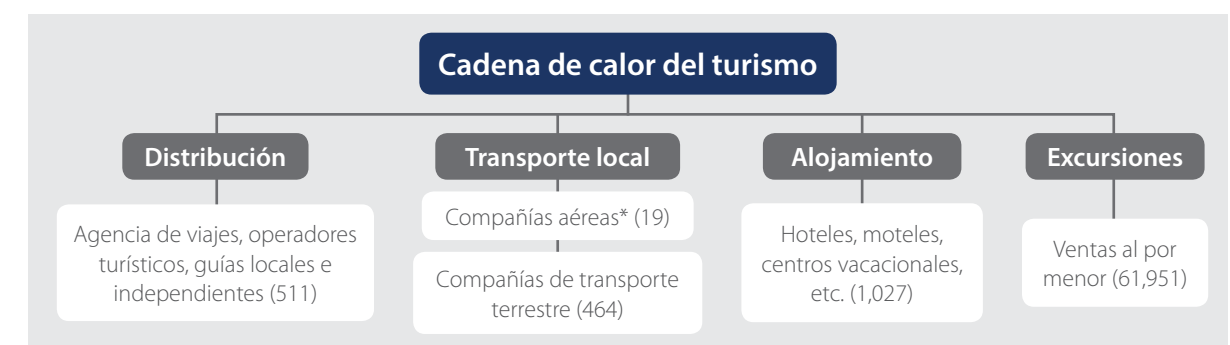 Cadena de calor del turismo
Distribución
Agencia de viajes, operadores
turísticos, guías locales e
independientes (511)
Transporte local
Compañías aéreas* (19)
Compañías de transporte
terrestre (464)
Alojamiento
Hoteles, moteles,
centros vacacionales,
etc. (1,027)
Excursiones
Ventas al por
menor (61,951)